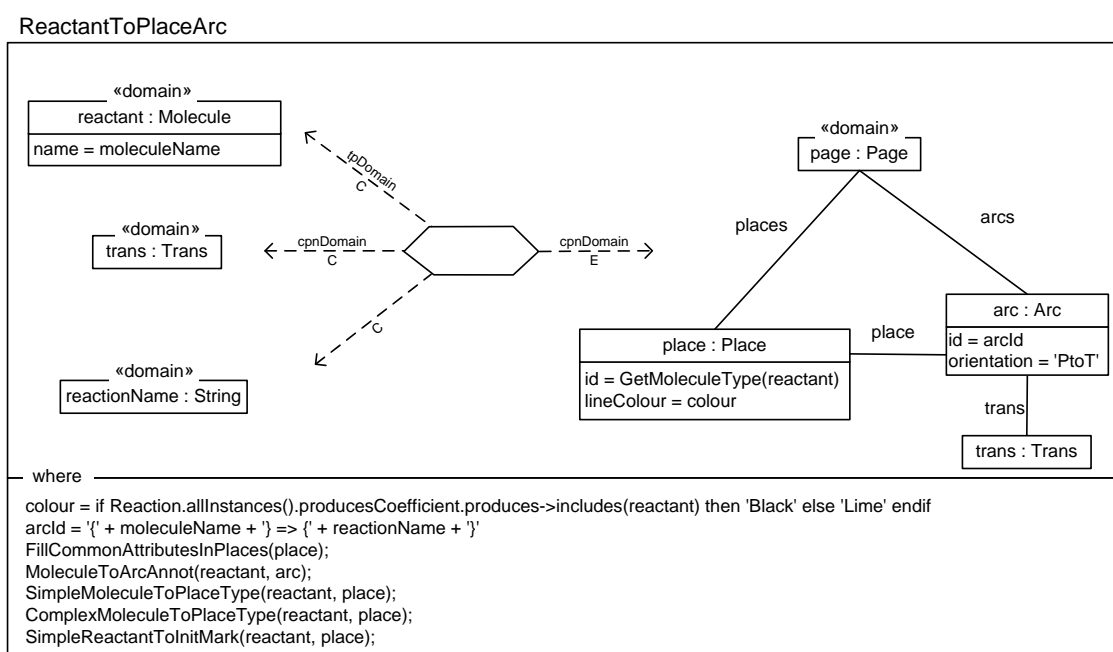 ReactantToPlaceArc
«domain»
reactant : Molecule
name = moleculeName
tpDomain
C
«domain»
trans : Trans
cpnDomain
C
cpnDomain
E
C
«domain»
reactionName : String
«domain»
page : Page
places
arcs
place : Place
id = GetMoleculeType(reactant)
lineColour = colour
place
arc : Arc
id = arcId
orientation = 'PtoT'
trans
trans : Trans
where
colour = if Reaction.allInstances().producesCoefficient.produces->includes(reactant) then 'Black' else 'Lime' endif
arcId = '{' + moleculeName + '} => {' + reactionName + '}'
FillCommonAttributesInPlaces(place);
MoleculeToArcAnnot(reactant, arc);
SimpleMoleculeToPlaceType(reactant, place);
ComplexMoleculeToPlaceType(reactant, place);
SimpleReactantToInitMark(reactant, place);